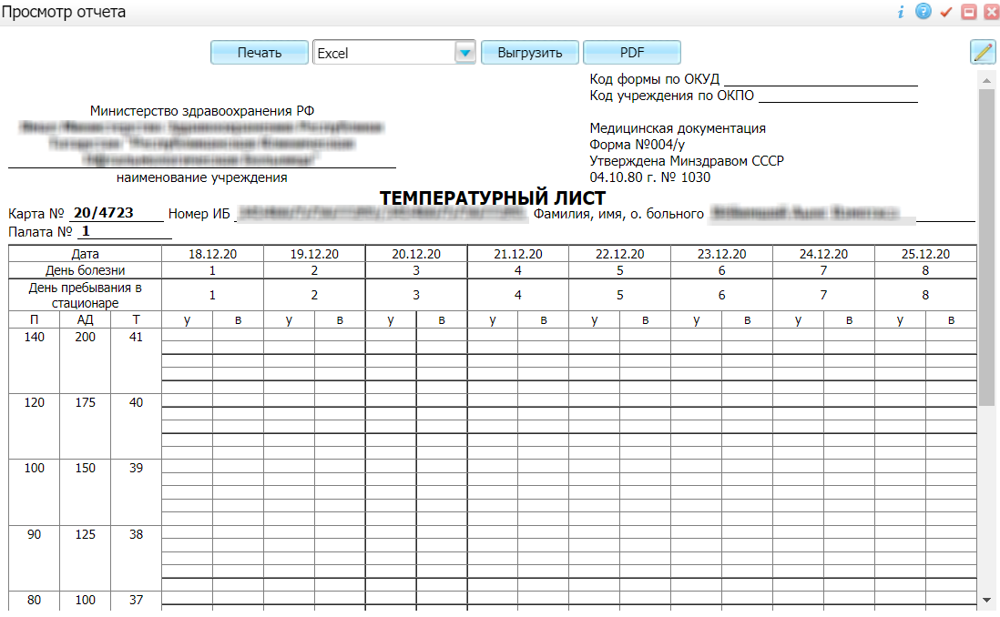 Просмотр отчета
Печать Excel Выгрузить PDF
Код формы по ОКУД
Код учреждения по ОКПО
Министерство здравоохранения РФ
наименование учреждения
Медицинская документация
Форма №004/у
Утверждена Минздравом СССР
04.10.80 г. № 1030
ТЕМПЕРАТУРНЫЙ ЛИСТ
Карта № 20/4723 Номер ИБ Фамилия, имя, о. больного
Палата № 1
Дата 18.12.20 19.12.20 20.12.20 21.12.20 22.12.20 23.12.20 24.12.20 25.12.20
День болезни 1 2 3 4 5 6 7 8
День пребывания в
стационаре 1 2 3 4 5 6 7 8
П АД Т у в у в у в у в у в у в у в у в
140 200 41
120 175 40
100 150 39
90 125 38
80 100 37